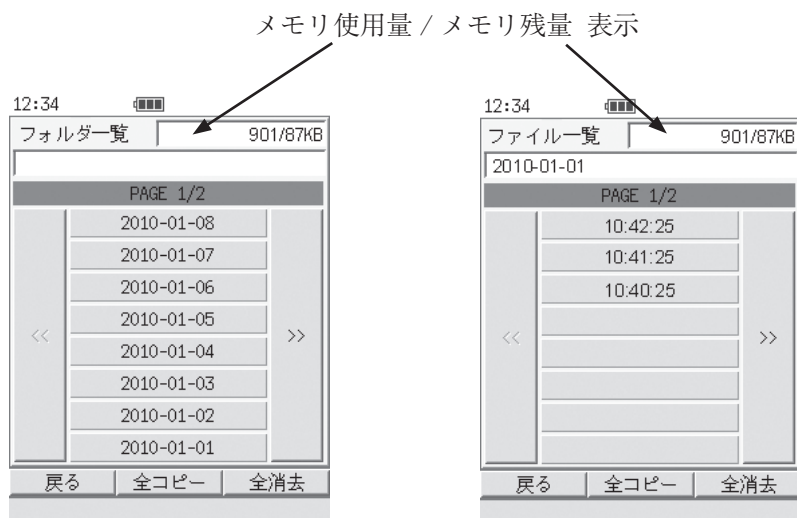 メモリ使用量 / メモリ残量 表示
12:34
フォルダ一覧 901/87KB
PAGE 1/2
2010-01-08
2010-01-07
2010-01-06
2010-01-05
2010-01-04
2010-01-03
2010-01-02
2010-01-01
<<
>>
戻る 全コピー 全消去
12:34
ファイル一覧 901/87KB
2010-01-01
PAGE 1/2
10:42:25
10:41:25
10:40:25
<<
>>
戻る 全コピー 全消去